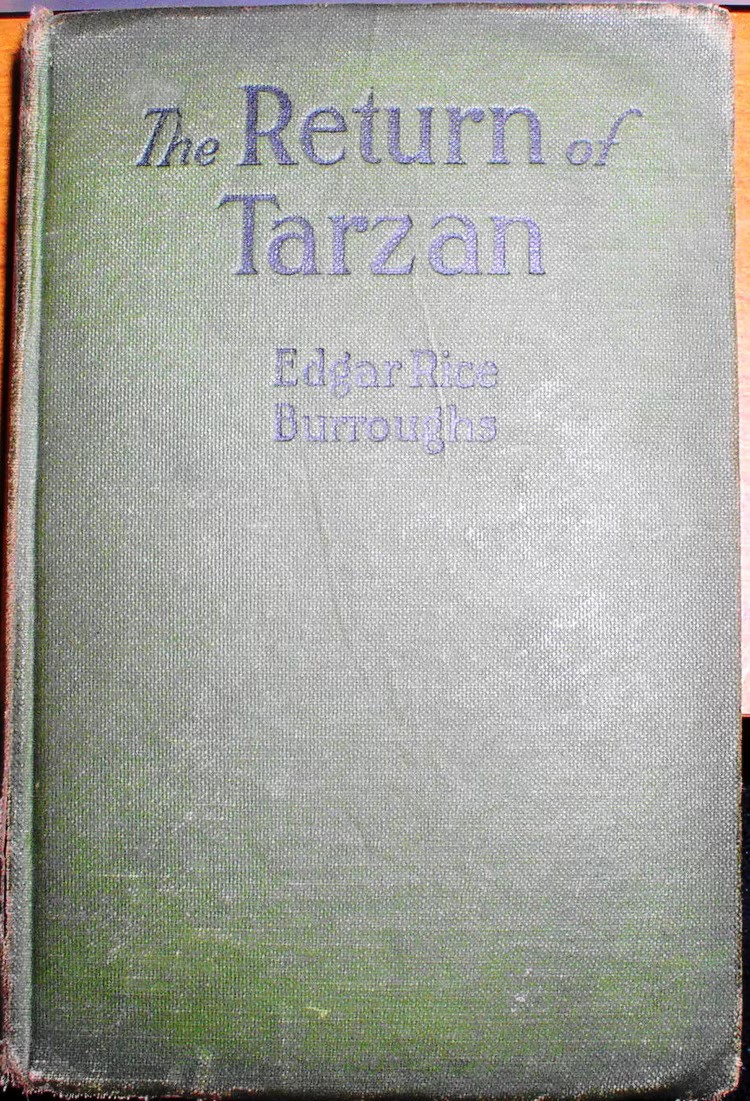 The Return of
Tarzan
Edgar Rice
Burroughs